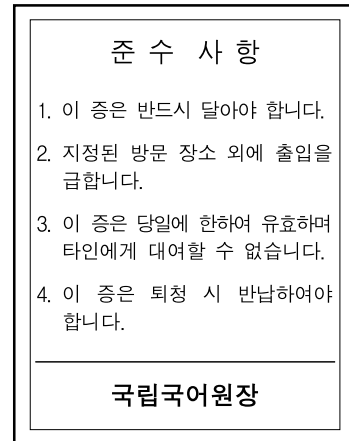 준 수 사 항
1. 이 증은 반드시 달아야 합니다.
2. 지정된 방문 장소 외에 출입을
급합니다.
3. 이 증은 당일에 한하여 유효하며
타인에게 대여할 수 없습니다.
4. 이 증은 퇴청 시 반납하여야
합니다.
국립국어원장